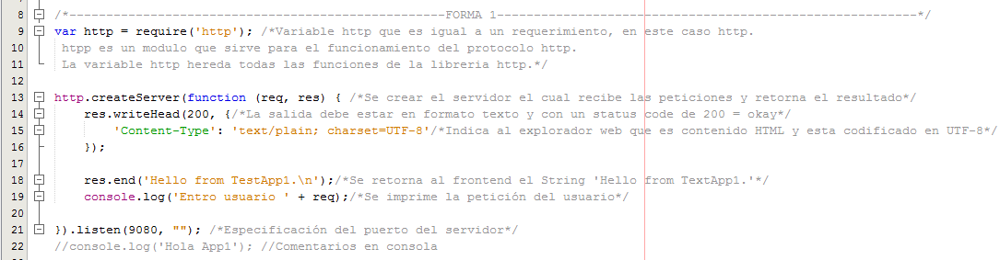 8 /*----------------------------------------------------FORMA 1----------------------------------------------------------*/
9 var http = require('http'); /*Variable http que es igual a un requerimiento, en este caso http.
10 htpp es un modulo que sirve para el funcionamiento del protocolo http.
11 La variable http hereda todas las funciones de la libreria http.*/
12
13 http.createServer(function (req, res) { /*Se crear el servidor el cual recibe las peticiones y retorna el resultado*/
14 res.writeHead(200, {/*La salida debe estar en formato texto y con un status code de 200 = okay*/
15 'Content-Type': 'text/plain; charset=UTF-8'/*Indica al explorador web que es contenido HTML y esta codificado en UTF-8*/
16 });
17
18 res.end('Hello from TestApp1.\n');/*Se retorna al frontend el String 'Hello from TextApp1.'*/
19 console.log('Entro usuario ' + req);/*Se imprime la petición del usuario*/
20
21 }).listen(9080, ""); /*Especificación del puerto del servidor*/
22 //console.log('Hola App1'); //Comentarios en consola